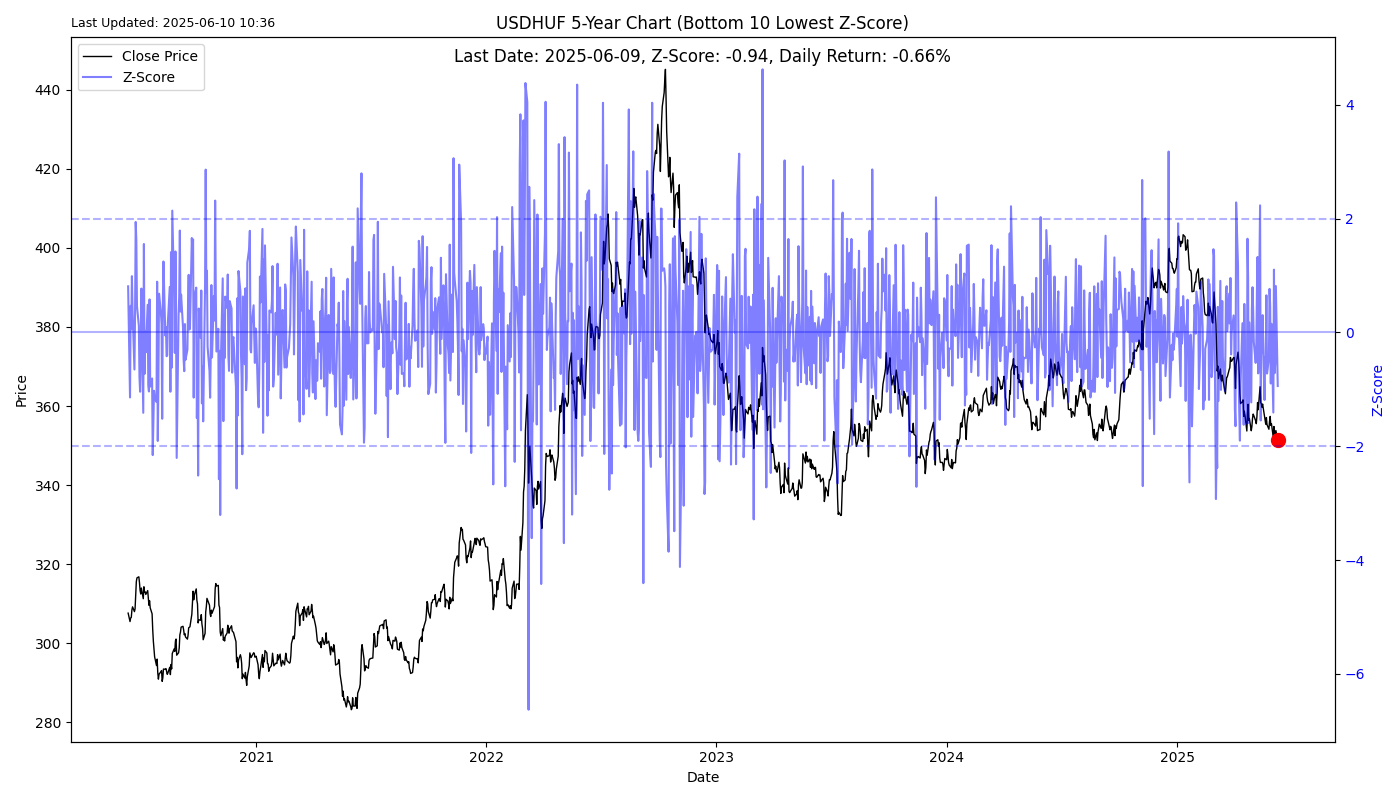 Last Updated: 2025-06-10 10:36
USDHUF 5-Year Chart (Bottom 10 Lowest Z-Score)
Last Date: 2025-06-09, Z-Score: -0.94, Daily Return: -0.66%
Close Price
Z-Score
440
420
400
380
360
340
320
300
280
Price
4
2
0
−2
−4
−6
Z-Score
2021
2022
2023
2024
2025
Date